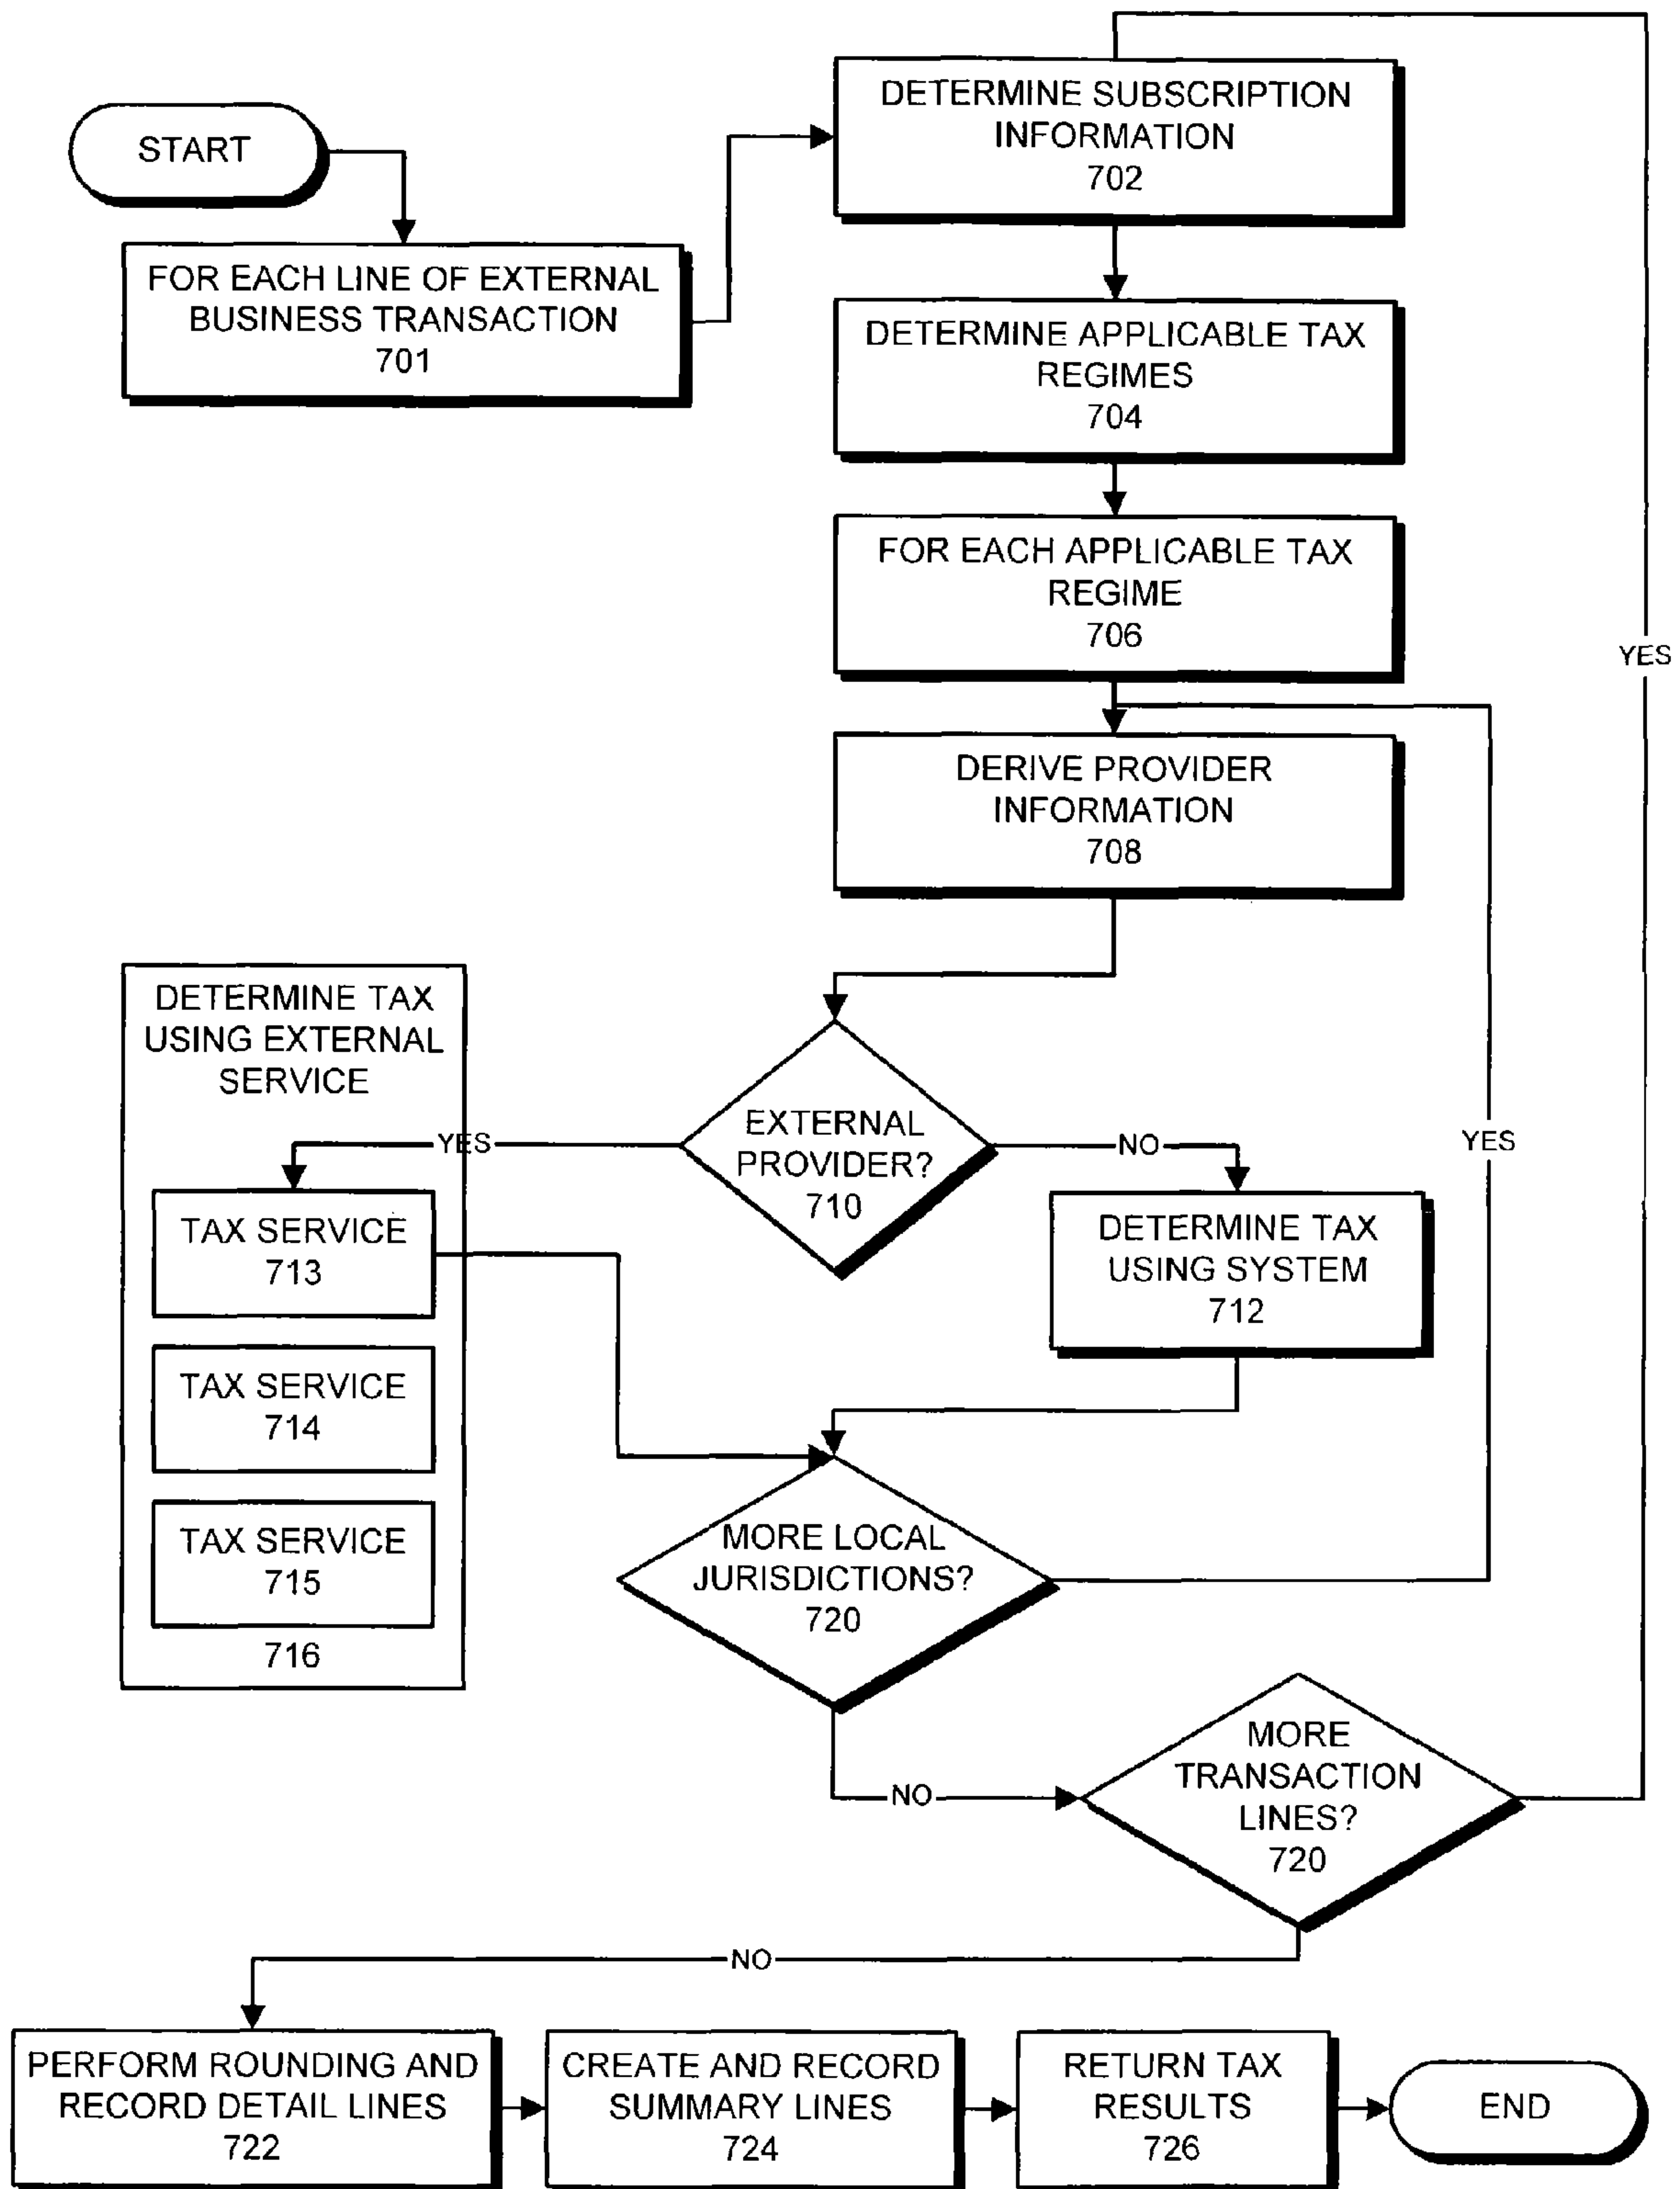 START
FOR EACH LINE OF EXTERNAL
BUSINESS TRANSACTION
701
DETERMINE SUBSCRIPTION
INFORMATION
702
DETERMINE APPLICABLE TAX
REGIMES
704
FOR EACH APPLICABLE TAX
REGIME
706
YES
DERIVE PROVIDER
INFORMATION
708
DETERMINE TAX
USING EXTERNAL
SERVICE
YES
EXTERNAL
PROVIDER?
710
NO
YES
TAX SERVICE
713
DETERMINE TAX
USING SYSTEM
712
TAX SERVICE
714
TAX SERVICE
715
716
MORE LOCAL
JURISDICTIONS?
720
NO
MORE
TRANSACTION
LINES?
720
NO
PERFORM ROUNDING AND
RECORD DETAIL LINES
722
CREATE AND RECORD
SUMMARY LINES
724
RETURN TAX
RESULTS
726
END